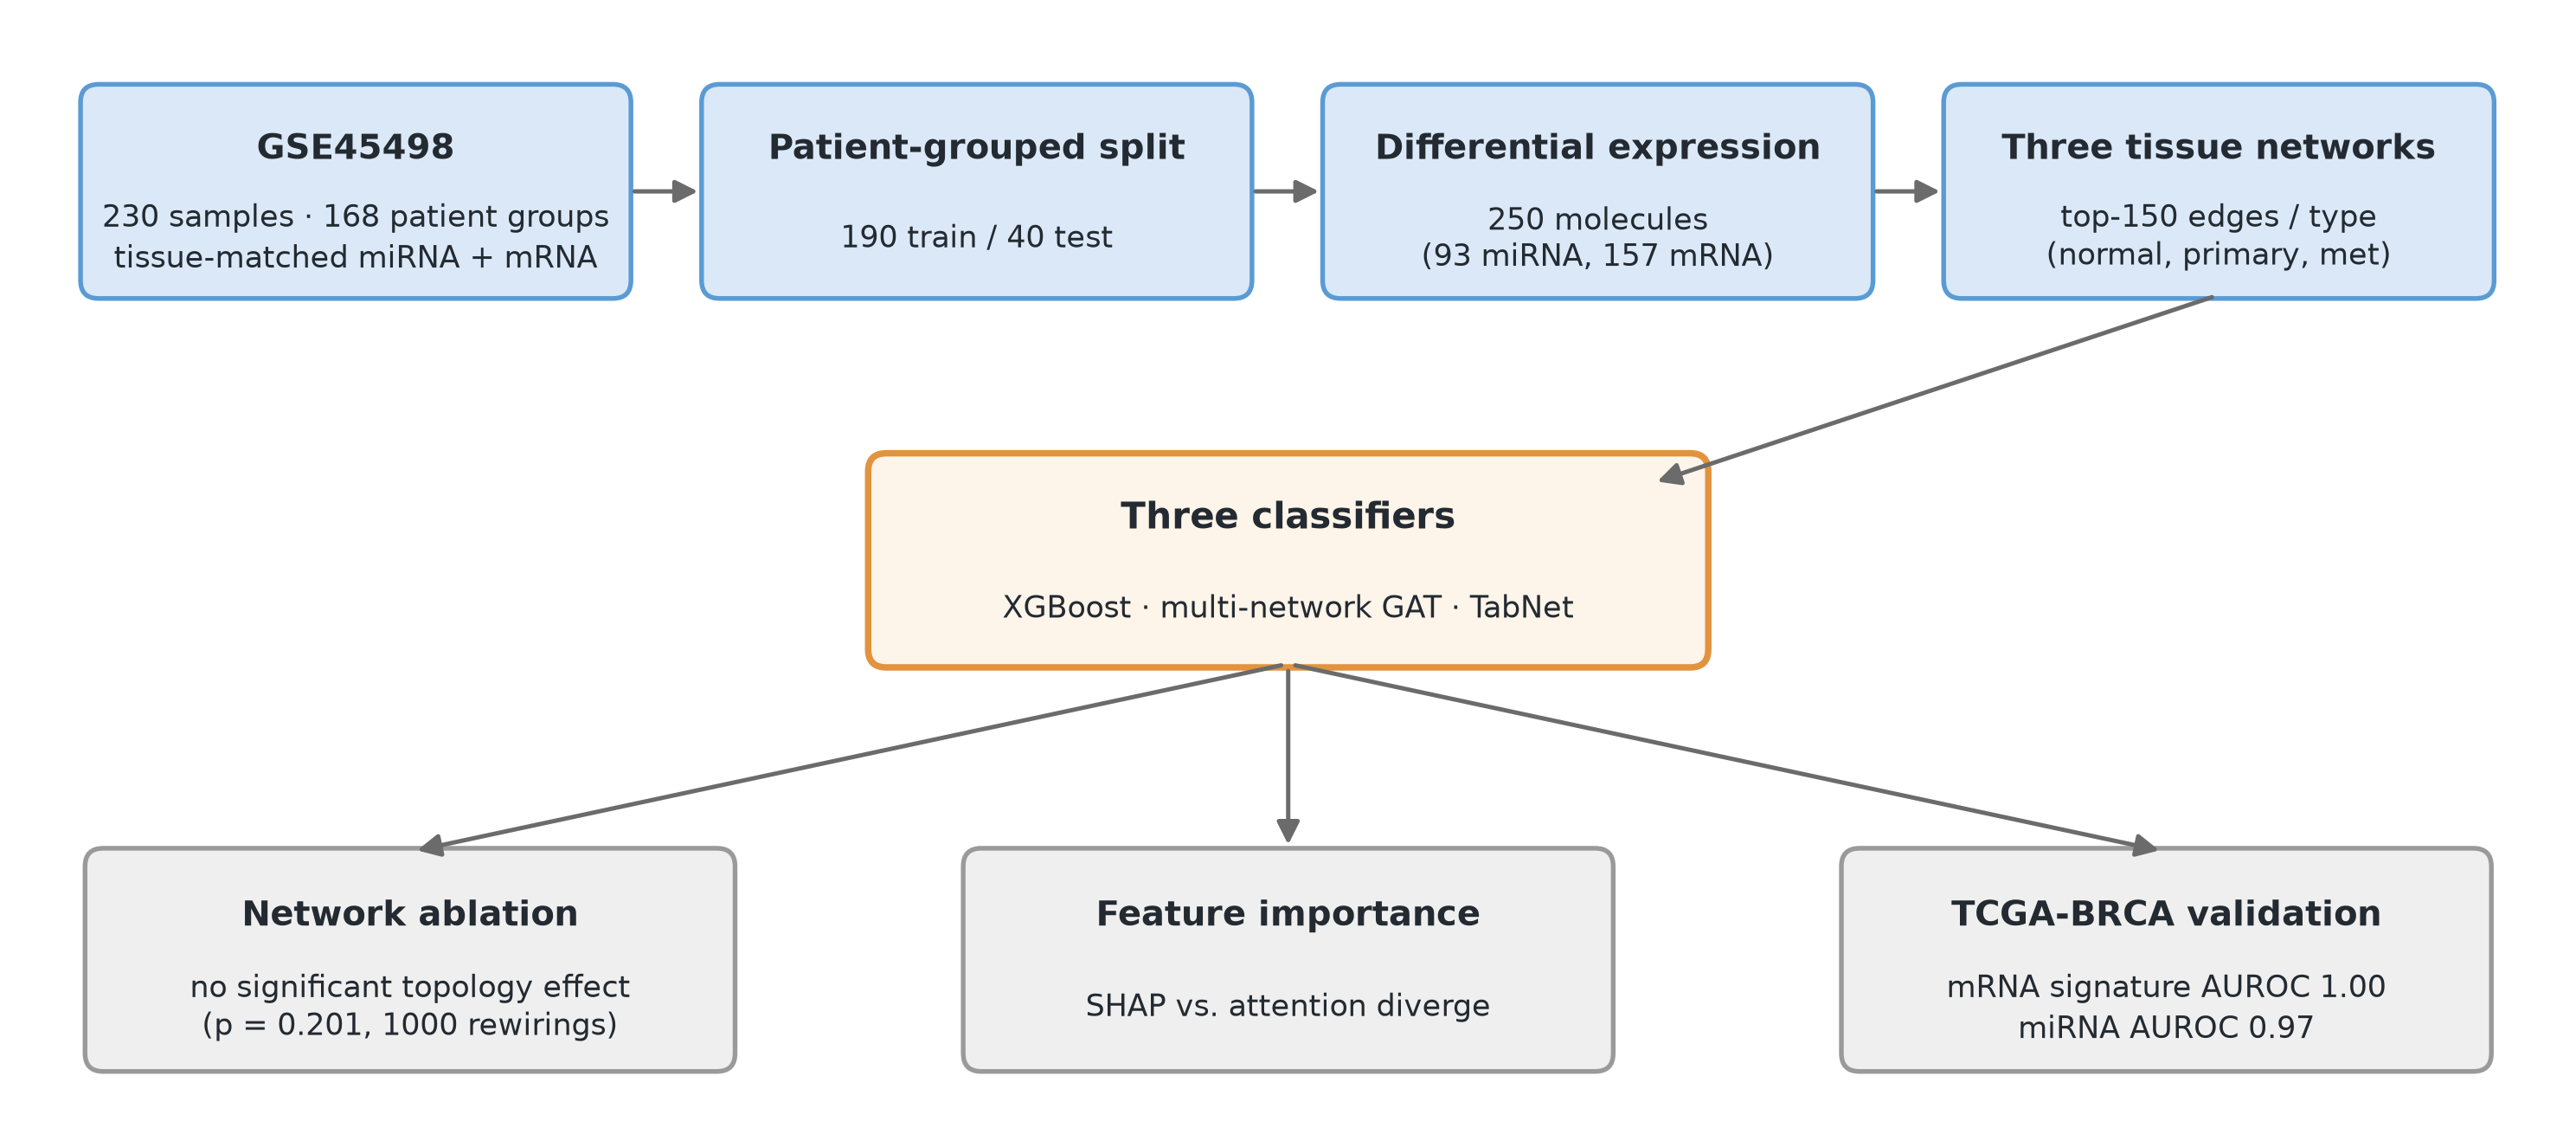 GSE45498
230 samples · 168 patient groups
tissue-matched miRNA + mRNA
Patient-grouped split
190 train / 40 test
Differential expression
250 molecules
(93 miRNA, 157 mRNA)
Three tissue networks
top-150 edges / type
(normal, primary, met)
Three classifiers
XGBoost · multi-network GAT · TabNet
Network ablation
no significant topology effect
(p = 0.201, 1000 rewirings)
Feature importance
SHAP vs. attention diverge
TCGA-BRCA validation
mRNA signature AUROC 1.00
miRNA AUROC 0.97